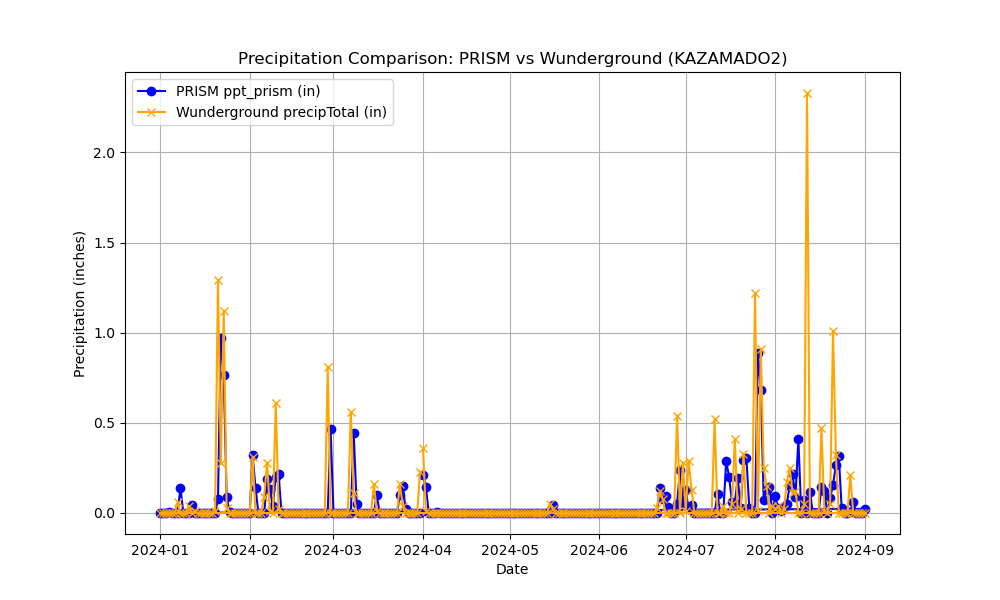 Precipitation Comparison: PRISM vs Wunderground (KAZAMADO2)
PRISM ppt_prism (in)
Wunderground precipTotal (in)
Precipitation (inches)
2.0
1.5
1.0
0.5
0.0
2024-01 2024-02 2024-03 2024-04 2024-05 2024-06 2024-07 2024-08 2024-09
Date